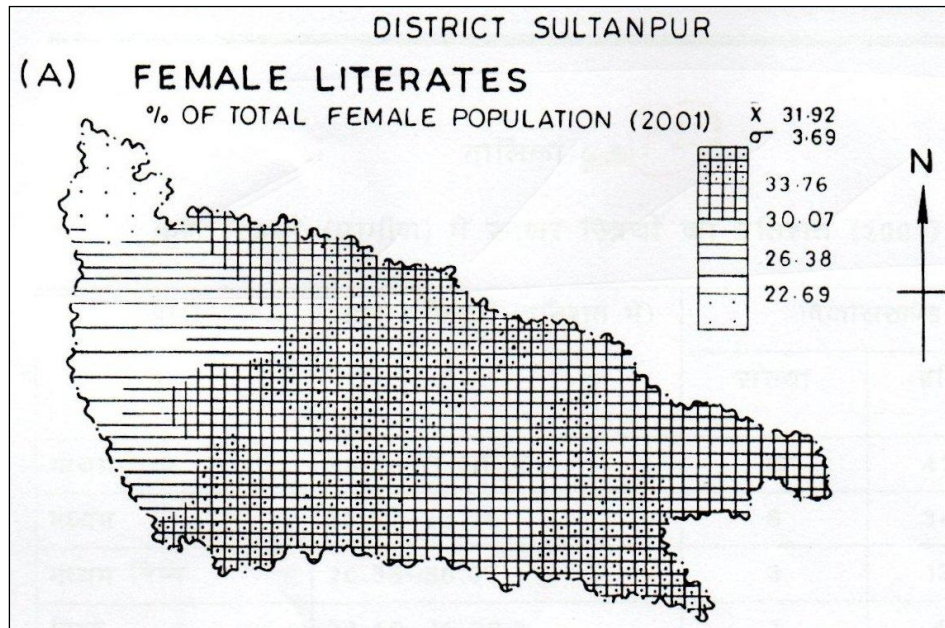 DISTRICT SULTANPUR
(A) FEMALE LITERATES
% OF TOTAL FEMALE POPULATION (2001)
x̄ 31·92
σ 3·69
33·76
30·07
26·38
22·69
N